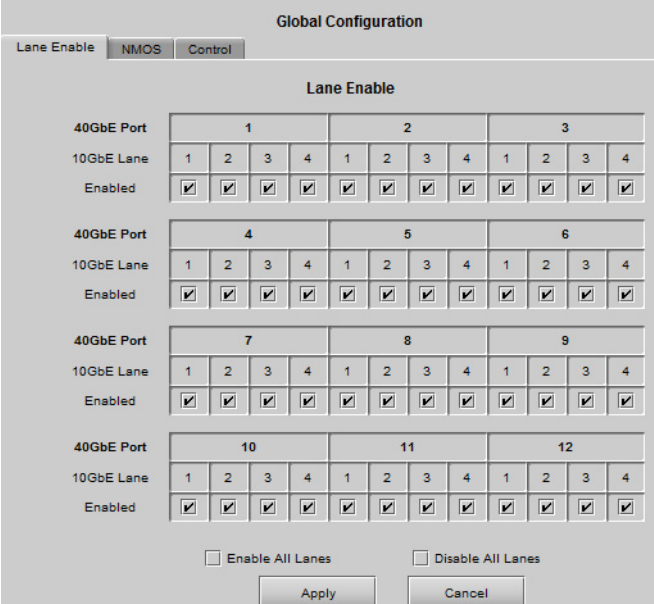 Global Configuration
Lane Enable NMOS Control
Lane Enable
40GbE Port 1 2 3
10GbE Lane 1 2 3 4 1 2 3 4 1 2 3 4
Enabled
40GbE Port 4 5 6
10GbE Lane 1 2 3 4 1 2 3 4 1 2 3 4
Enabled
40GbE Port 7 8 9
10GbE Lane 1 2 3 4 1 2 3 4 1 2 3 4
Enabled
40GbE Port 10 11 12
10GbE Lane 1 2 3 4 1 2 3 4 1 2 3 4
Enabled
Enable All Lanes Disable All Lanes
Apply Cancel